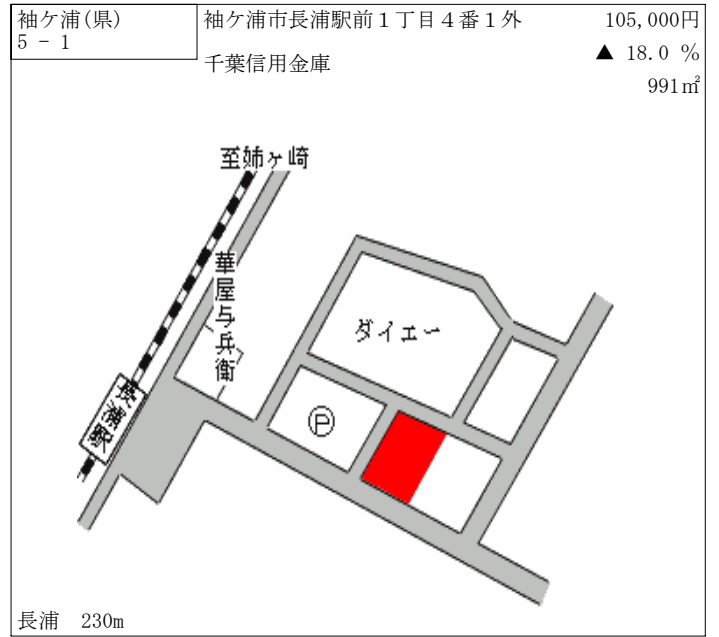 袖ケ浦(県)
5 － 1
袖ケ浦市長浦駅前１丁目４番１外
千葉信用金庫
105,000円
▲ 18.0 ％
991㎡
至姉ヶ崎
華屋与兵衛
ダイエー
Ⓟ
長浦駅
長浦　230m